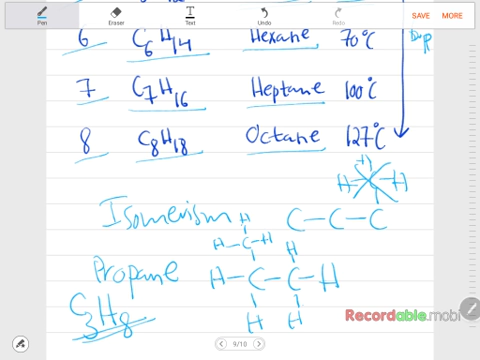 SAVE MORE
Pen Eraser Text Undo Redo
6 C6H14 Hexane 70°C
7 C7H16 Heptane 100°C
8 C8H18 Octane 127°C
H
H H
Isomerism H C-C-C
H-C-H H
Propane H-C-C-H
C3H8 H H
Recordable.mobi
9/10